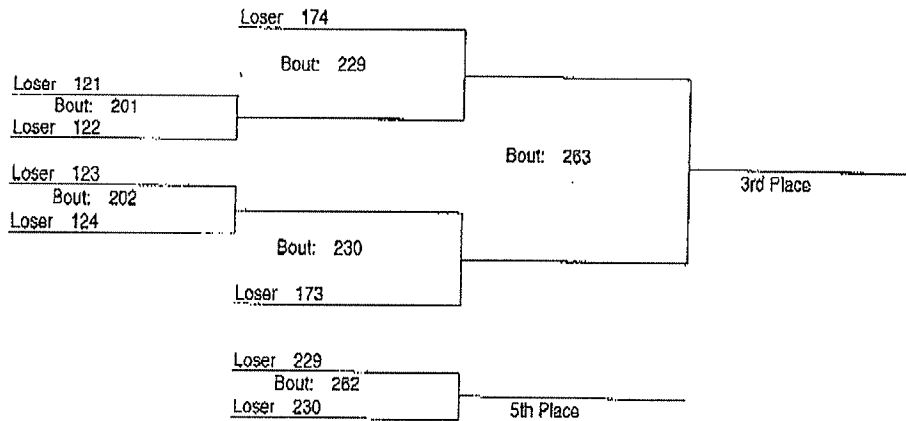 Loser 174
Bout: 229
Loser 121
Bout: 201
Loser 122
Bout: 263
Loser 123
3rd Place
Bout: 202
Loser 124
Bout: 230
Loser 173
Loser 229
Bout: 262
Loser 230
5th Place